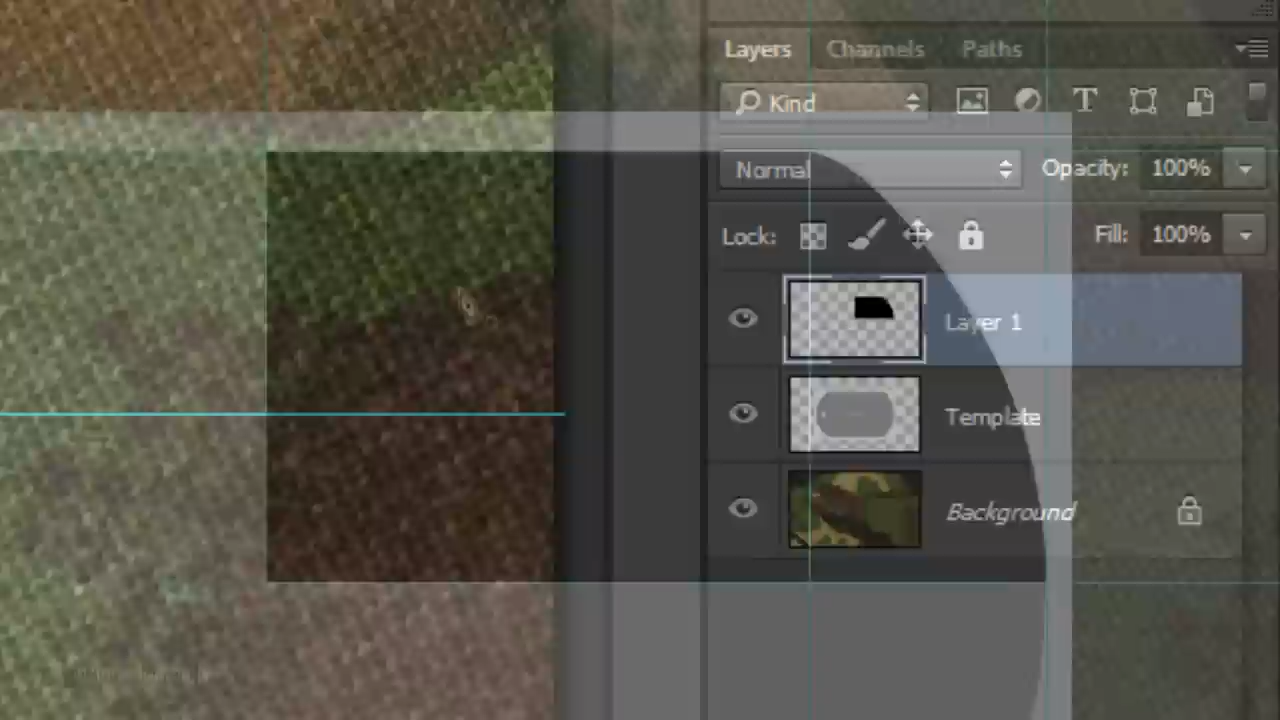 Layers Channels Paths
Kind T
Normal Opacity: 100%
Lock: Fill: 100%
Layer 1
Template
Background